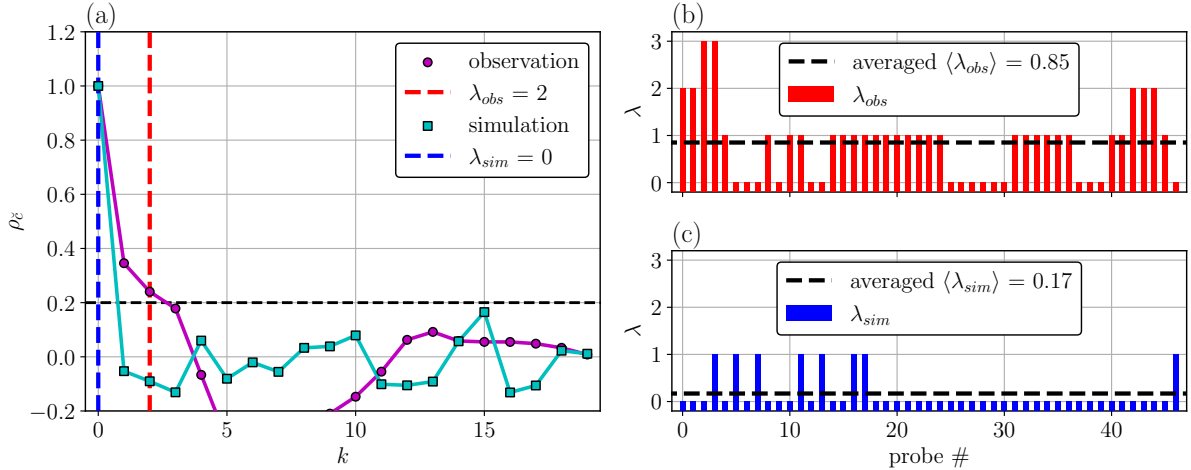 (a)
1.2
1.0
0.8
0.6
0.4
0.2
0.0
−0.2
ρ_č
0
5
10
15
k
observation
λ_obs = 2
simulation
λ_sim = 0
(b)
3
2
1
0
λ
averaged ⟨λ_obs⟩ = 0.85
λ_obs
(c)
3
2
1
0
λ
averaged ⟨λ_sim⟩ = 0.17
λ_sim
0
10
20
30
40
probe #